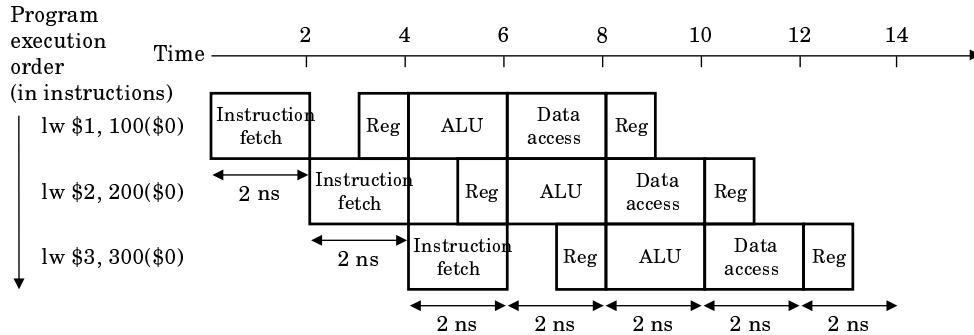 Program
execution
order
(in instructions)
Time
2 4 6 8 10 12 14
lw $1, 100($0)
Instruction
fetch
Reg
ALU
Data
access
Reg
2 ns
lw $2, 200($0)
Instruction
fetch
Reg
ALU
Data
access
Reg
2 ns
lw $3, 300($0)
Instruction
fetch
Reg
ALU
Data
access
Reg
2 ns 2 ns 2 ns 2 ns 2 ns